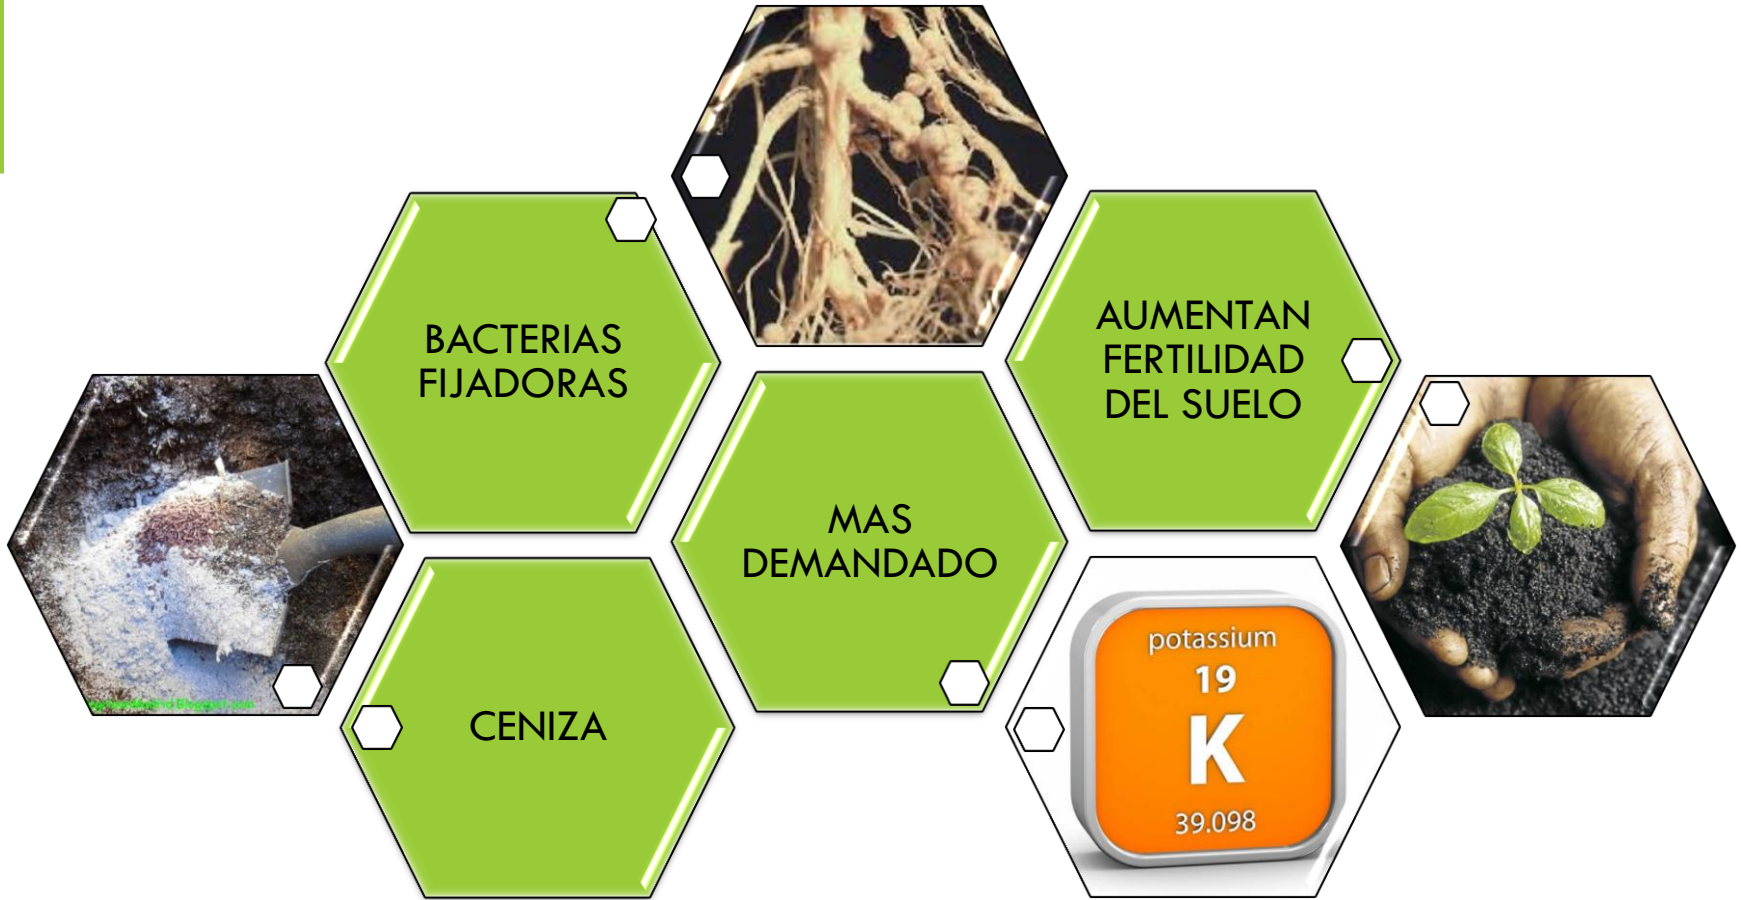 BACTERIAS
FIJADORAS
AUMENTAN
FERTILIDAD
DEL SUELO
MAS
DEMANDADO
CENIZA
potassium
19
K
39.098